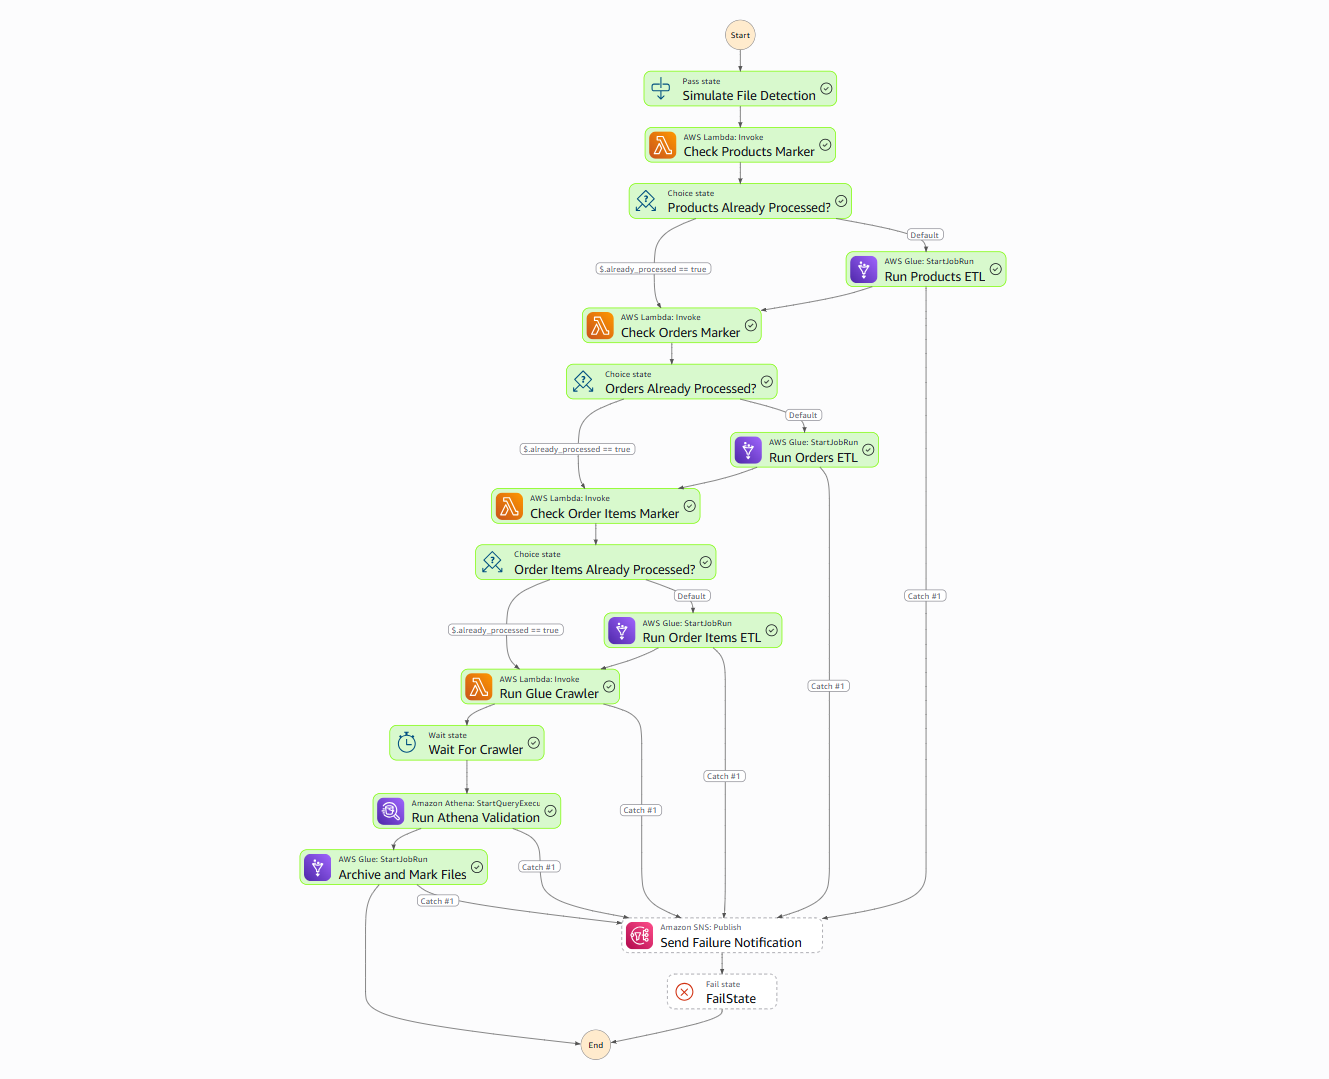 Start
Pass state
Simulate File Detection
AWS Lambda: Invoke
Check Products Marker
Choice state
Products Already Processed?
Default
$.already_processed == true
AWS Glue: StartJobRun
Run Products ETL
AWS Lambda: Invoke
Check Orders Marker
Choice state
Orders Already Processed?
Default
$.already_processed == true
AWS Glue: StartJobRun
Run Orders ETL
AWS Lambda: Invoke
Check Order Items Marker
Choice state
Order Items Already Processed?
Default
Catch #1
$.already_processed == true
AWS Glue: StartJobRun
Run Order Items ETL
AWS Lambda: Invoke
Run Glue Crawler
Catch #1
Wait state
Wait For Crawler
Catch #1
Amazon Athena: StartQueryExecu
Run Athena Validation
Catch #1
AWS Glue: StartJobRun
Archive and Mark Files
Catch #1
Catch #1
Amazon SNS: Publish
Send Failure Notification
Fail state
FailState
End